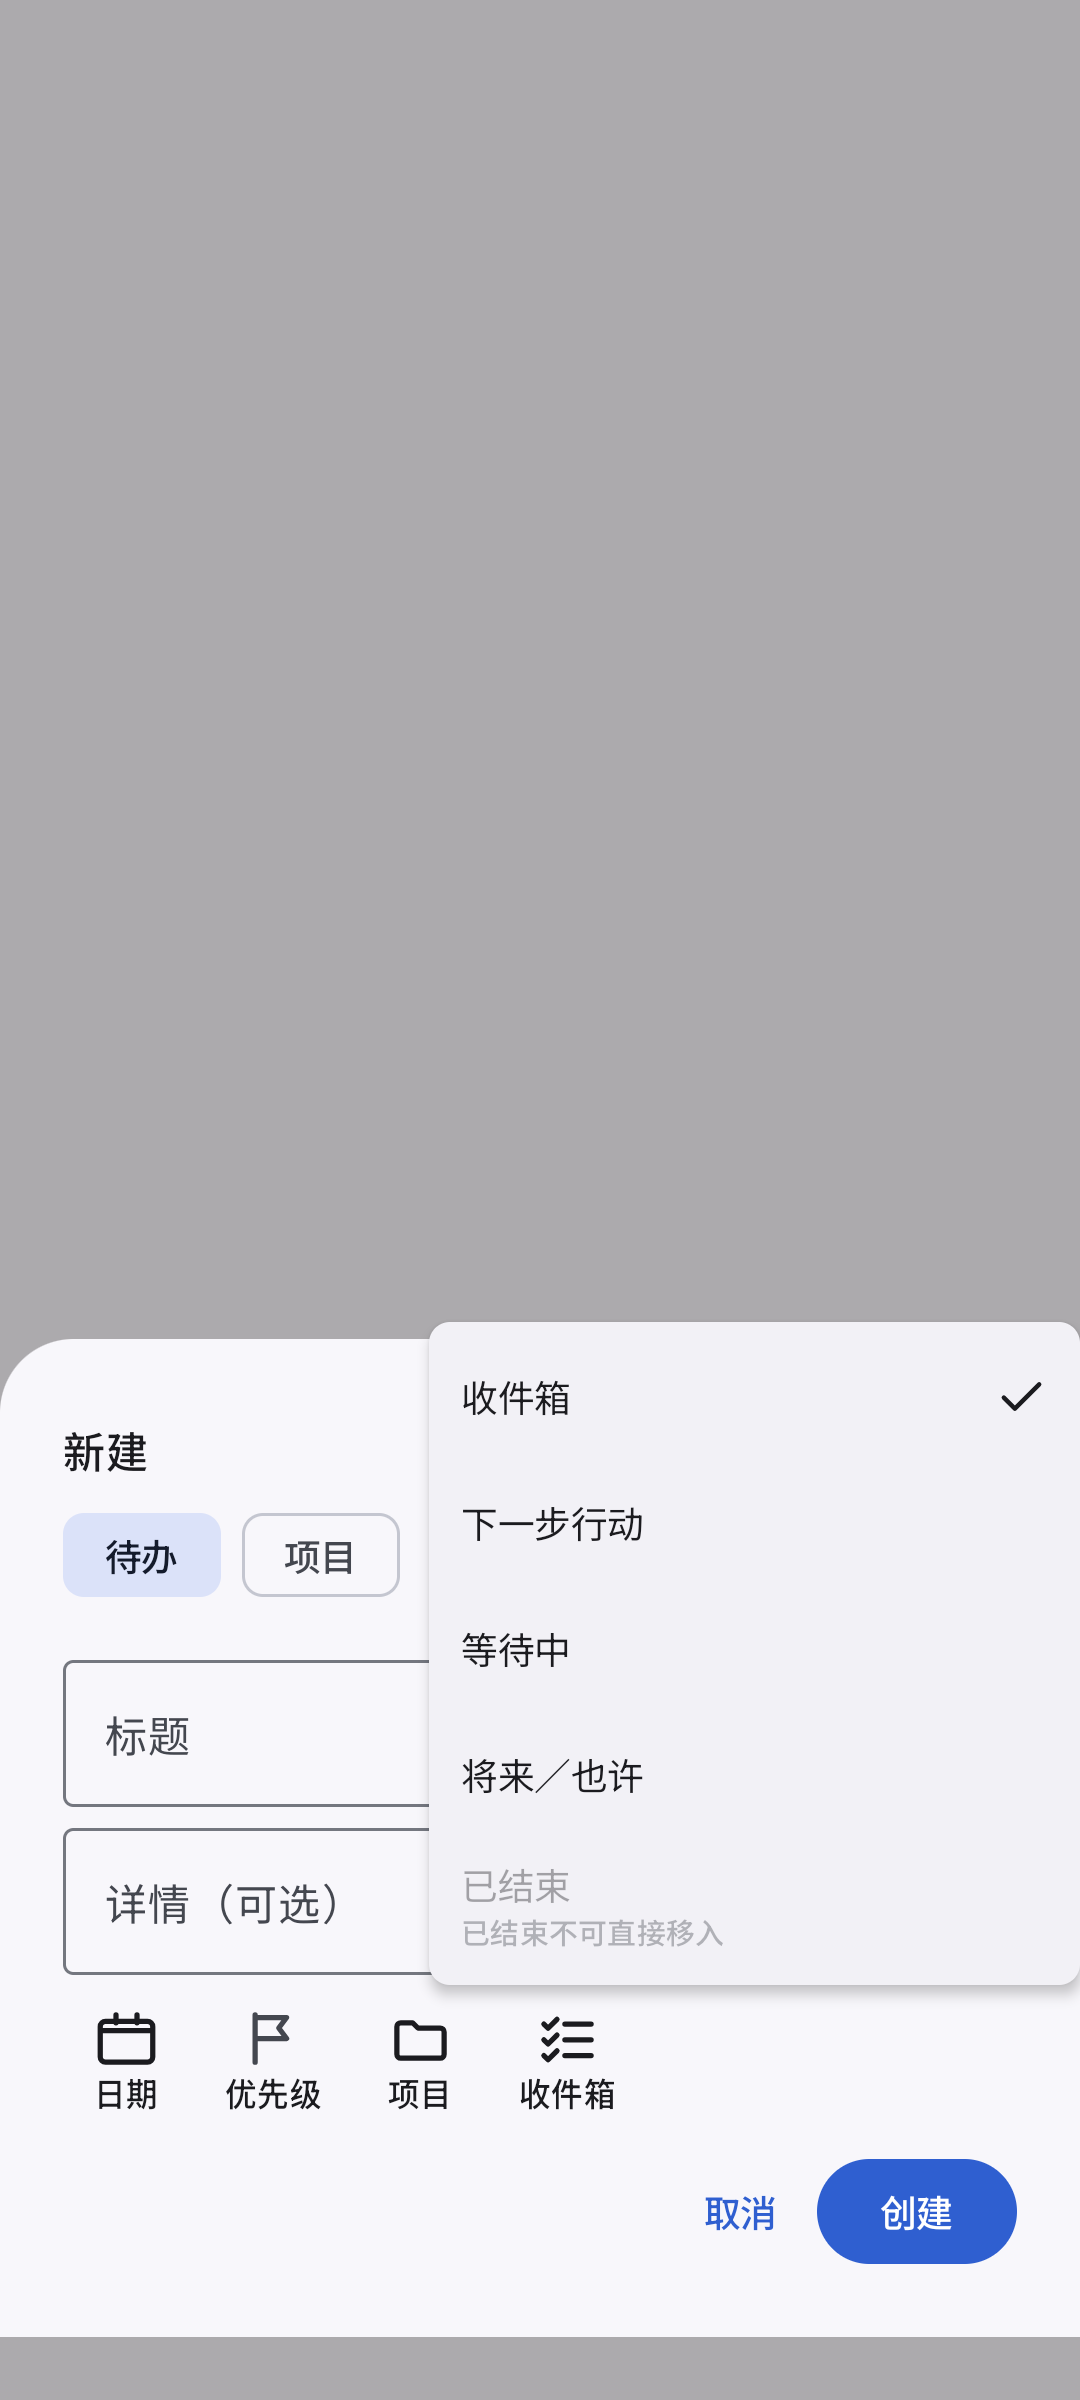 新建
待办
项目
标题
详情（可选）
收件箱
下一步行动
等待中
将来／也许
已结束
已结束不可直接移入
日期
优先级
项目
收件箱
取消
创建